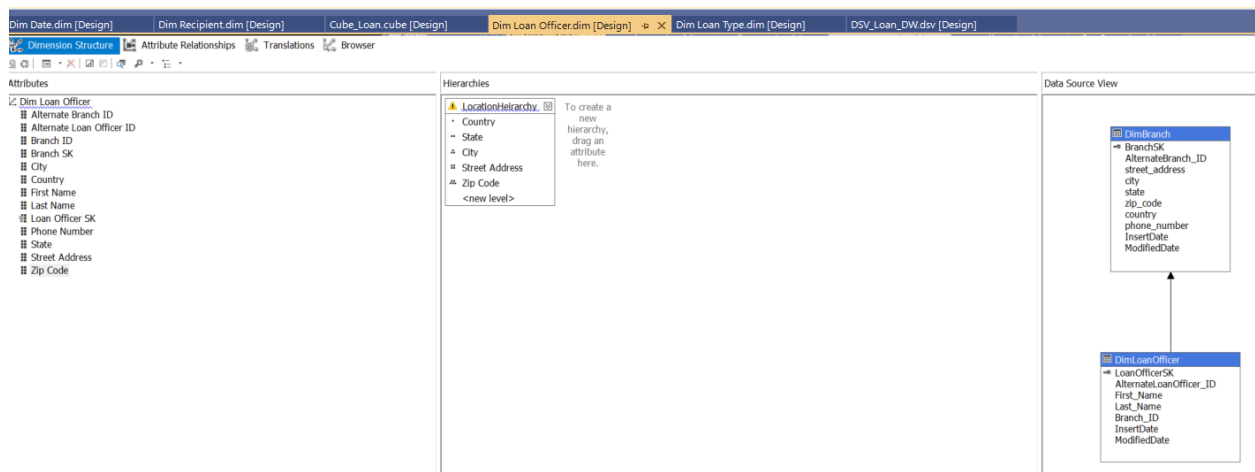 Dim Date.dim [Design] Dim Recipient.dim [Design] Cube_Loan.cube [Design] Dim Loan Officer.dim [Design] Dim Loan Type.dim [Design] DSV_Loan_DW.dsv [Design]
Dimension Structure Attribute Relationships Translations Browser
Attributes
Dim Loan Officer
Alternate Branch ID
Alternate Loan Officer ID
Branch ID
Branch SK
City
Country
First Name
Last Name
Loan Officer SK
Phone Number
State
Street Address
Zip Code
Hierarchies
LocationHeirarchy
Country
State
City
Street Address
Zip Code
<new level>
To create a
new
hierarchy,
drag an
attribute
here.
Data Source View
DimBranch
BranchSK
AlternateBranch_ID
street_address
city
state
zip_code
country
phone_number
InsertDate
ModifiedDate
DimLoanOfficer
LoanOfficerSK
AlternateLoanOfficer_ID
First_Name
Last_Name
Branch_ID
InsertDate
ModifiedDate